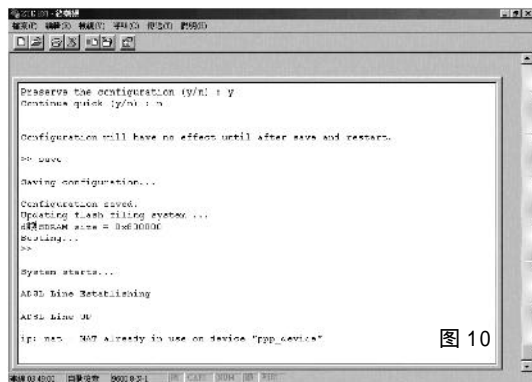 Preserve the configuration (y/n) : y
Continue quick (y/n) : n
Configuration will have no effect until after save and restart.
>> save
Saving configuration...
Configuration saved.
Updating flash filing system ...
SDRAM size = 0x800000
Booting...
>>
System starts...
ADSL Line Establishing
ADSL Line UP
ip: nat NAT already in use on device "ppp_device"
图 10